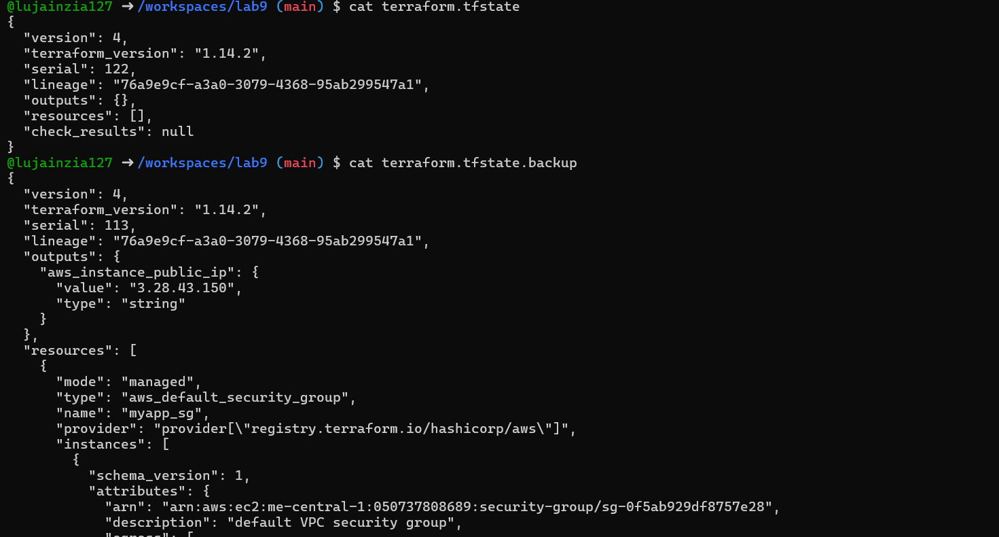 @lujainzia127 ➜ /workspaces/lab9 (main) $ cat terraform.tfstate
{
  "version": 4,
  "terraform_version": "1.14.2",
  "serial": 122,
  "lineage": "76a9e9cf-a3a0-3079-4368-95ab299547a1",
  "outputs": {},
  "resources": [],
  "check_results": null
}
@lujainzia127 ➜ /workspaces/lab9 (main) $ cat terraform.tfstate.backup
{
  "version": 4,
  "terraform_version": "1.14.2",
  "serial": 113,
  "lineage": "76a9e9cf-a3a0-3079-4368-95ab299547a1",
  "outputs": {
    "aws_instance_public_ip": {
      "value": "3.28.43.150",
      "type": "string"
    }
  },
  "resources": [
    {
      "mode": "managed",
      "type": "aws_default_security_group",
      "name": "myapp_sg",
      "provider": "provider[\"registry.terraform.io/hashicorp/aws\"]",
      "instances": [
        {
          "schema_version": 1,
          "attributes": {
            "arn": "arn:aws:ec2:me-central-1:050737808689:security-group/sg-0f5ab929df8757e28",
            "description": "default VPC security group",
            "egress": [